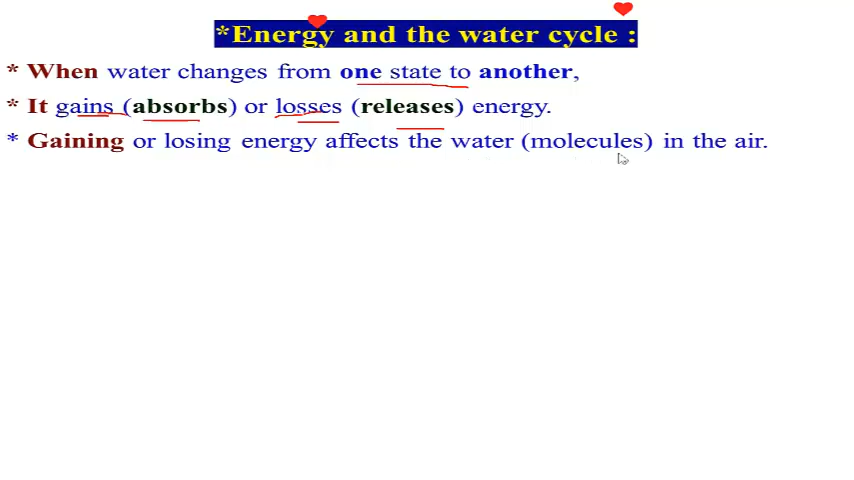 *Energy and the water cycle :
* When water changes from one state to another,
* It gains (absorbs) or losses (releases) energy.
* Gaining or losing energy affects the water (molecules) in the air.